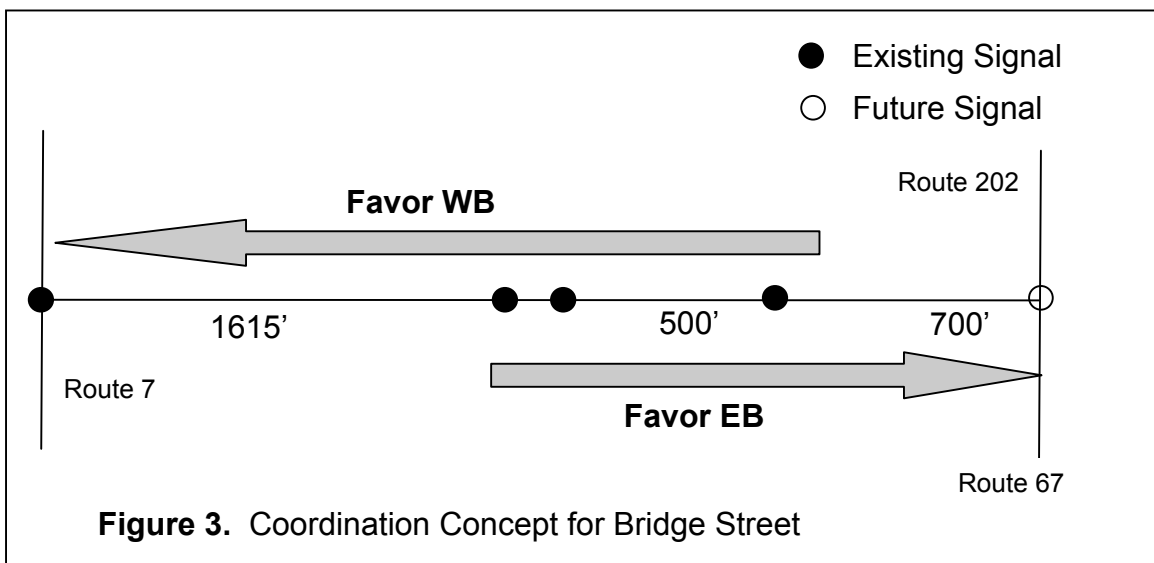 Existing Signal
Future Signal
Route 202
Favor WB
1615’
500’
700’
Route 7
Favor EB
Route 67
Figure 3. Coordination Concept for Bridge Street